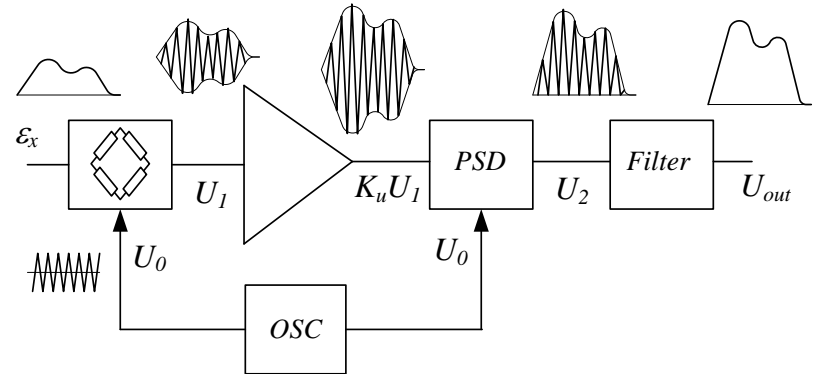 εₓ
U₁
KᵤU₁
PSD
U₂
Filter
Uₒᵤₜ
U₀
U₀
OSC